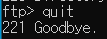 ftp> quit
221 Goodbye.